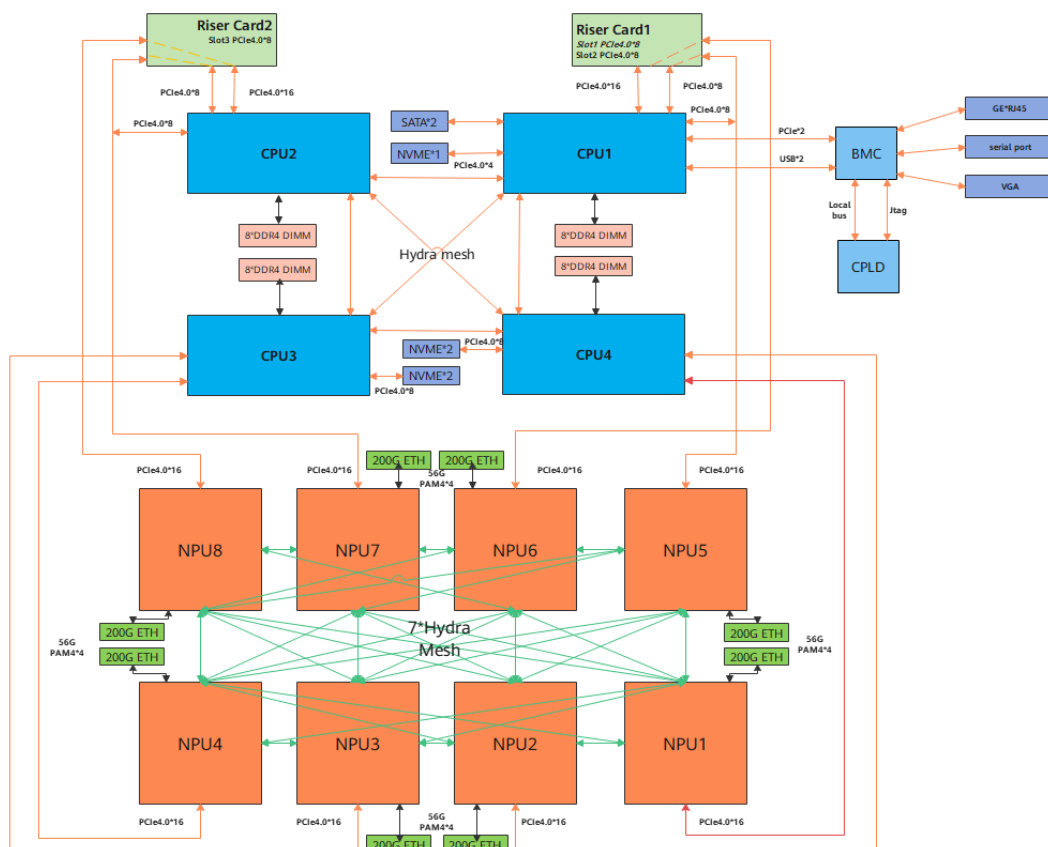 Riser Card2
Slot3 PCIe4.0*8
Riser Card1
Slot1 PCIe4.0*8
Slot2 PCIe4.0*8
PCIe4.0*8
PCIe4.0*16
PCIe4.0*16
PCIe4.0*8
PCIe4.0*8
PCIe4.0*8
SATA*2
NVME*1
PCIe4.0*4
CPU2
CPU1
PCIe*2
USB*2
BMC
GE*RJ45
serial port
VGA
Local
bus
Jtag
CPLD
8*DDR4 DIMM
8*DDR4 DIMM
8*DDR4 DIMM
8*DDR4 DIMM
Hydra mesh
CPU3
CPU4
PCIe4.0*8
NVME*2
NVME*2
PCIe4.0*8
200G ETH
200G ETH
PCIe4.0*16
PCIe4.0*16
56G
PAM4*4
PCIe4.0*16
PCIe4.0*16
NPU8
NPU7
NPU6
NPU5
7*Hydra
Mesh
200G ETH
200G ETH
56G
PAM4*4
200G ETH
200G ETH
56G
PAM4*4
NPU4
NPU3
NPU2
NPU1
PCIe4.0*16
PCIe4.0*16
56G
PAM4*4
PCIe4.0*16
PCIe4.0*16
200G ETH
200G ETH